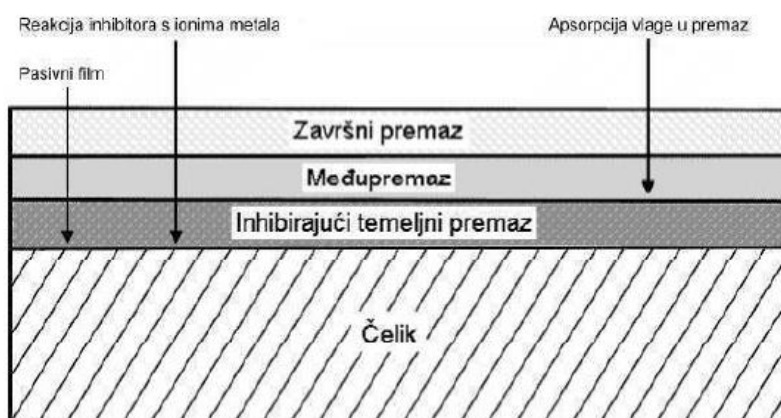 Reakcija inhibitora s ionima metala
Apsorpcija vlage u premaz
Pasivni film
Završni premaz
Međupremaz
Inhibirajući temeljni premaz
Čelik